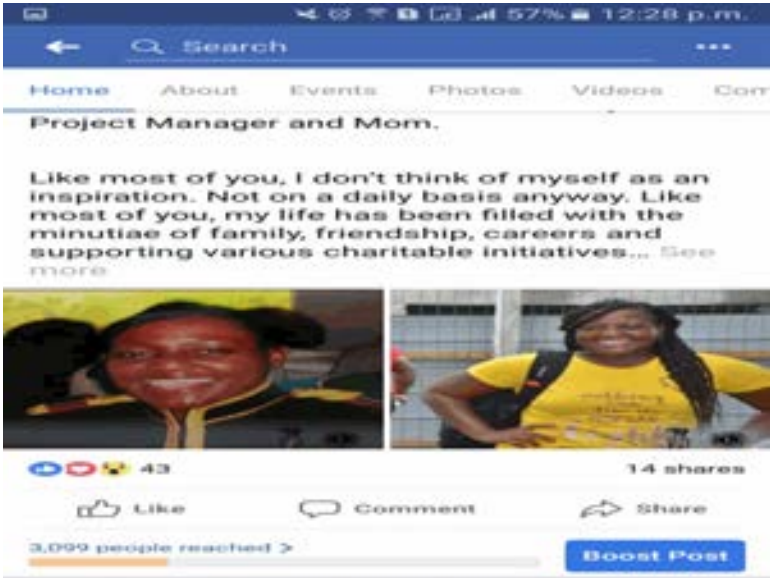 57% 12:28 p.m.
Search
Home About Events Photos Videos Com
Project Manager and Mom.
Like most of you, I don't think of myself as an
inspiration. Not on a daily basis anyway. Like
most of you, my life has been filled with the
minutiae of family, friendship, careers and
supporting various charitable initiatives... See
more
43 14 shares
Like Comment Share
3,099 people reached >
Boost Post